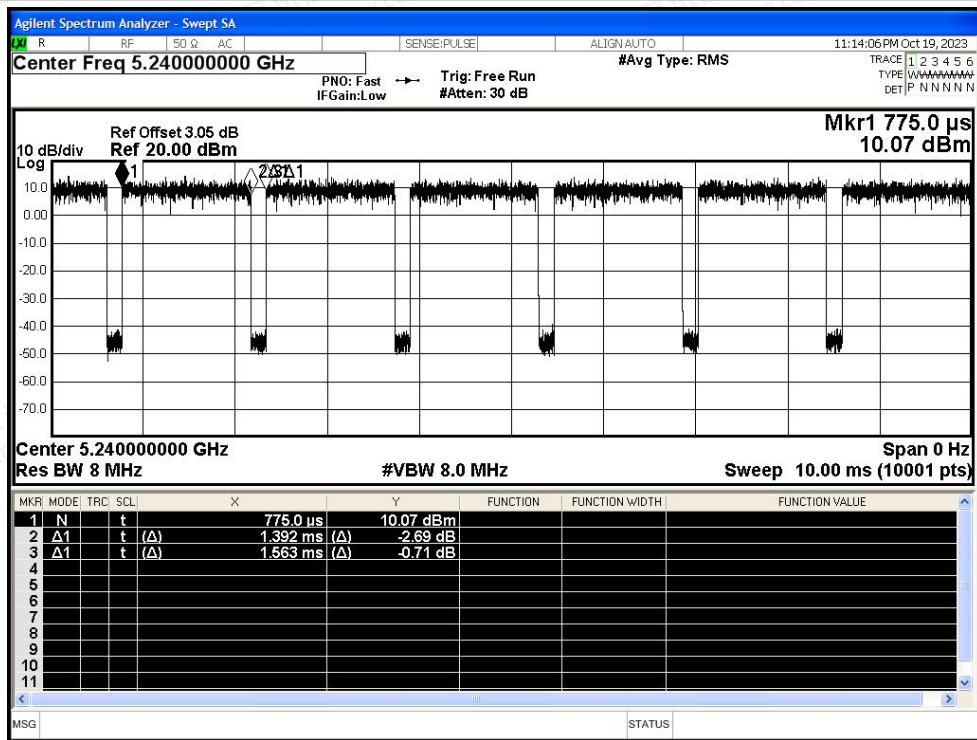 Agilent Spectrum Analyzer - Swept SA
LXI R RF 50 Ω AC SENSE:PULSE ALIGN AUTO 11:14:06 PM Oct 19, 2023
Center Freq 5.240000000 GHz #Avg Type: RMS TRACE 1 2 3 4 5 6
PNO: Fast Trig: Free Run TYPE WWWWWW
IFGain:Low #Atten: 30 dB DET P N N N N N
Mkr1 775.0 µs
10.07 dBm
Ref Offset 3.05 dB
10 dB/div Ref 20.00 dBm
Log
1 2Δ1 3Δ1
10.0
0.00
-10.0
-20.0
-30.0
-40.0
-50.0
-60.0
-70.0
Center 5.240000000 GHz Span 0 Hz
Res BW 8 MHz #VBW 8.0 MHz Sweep 10.00 ms (10001 pts)
MKR MODE TRC SCL X Y FUNCTION FUNCTION WIDTH FUNCTION VALUE
1 N t 775.0 µs 10.07 dBm
2 Δ1 t (Δ) 1.392 ms (Δ) -2.69 dB
3 Δ1 t (Δ) 1.563 ms (Δ) -0.71 dB
4
5
6
7
8
9
10
11
MSG STATUS